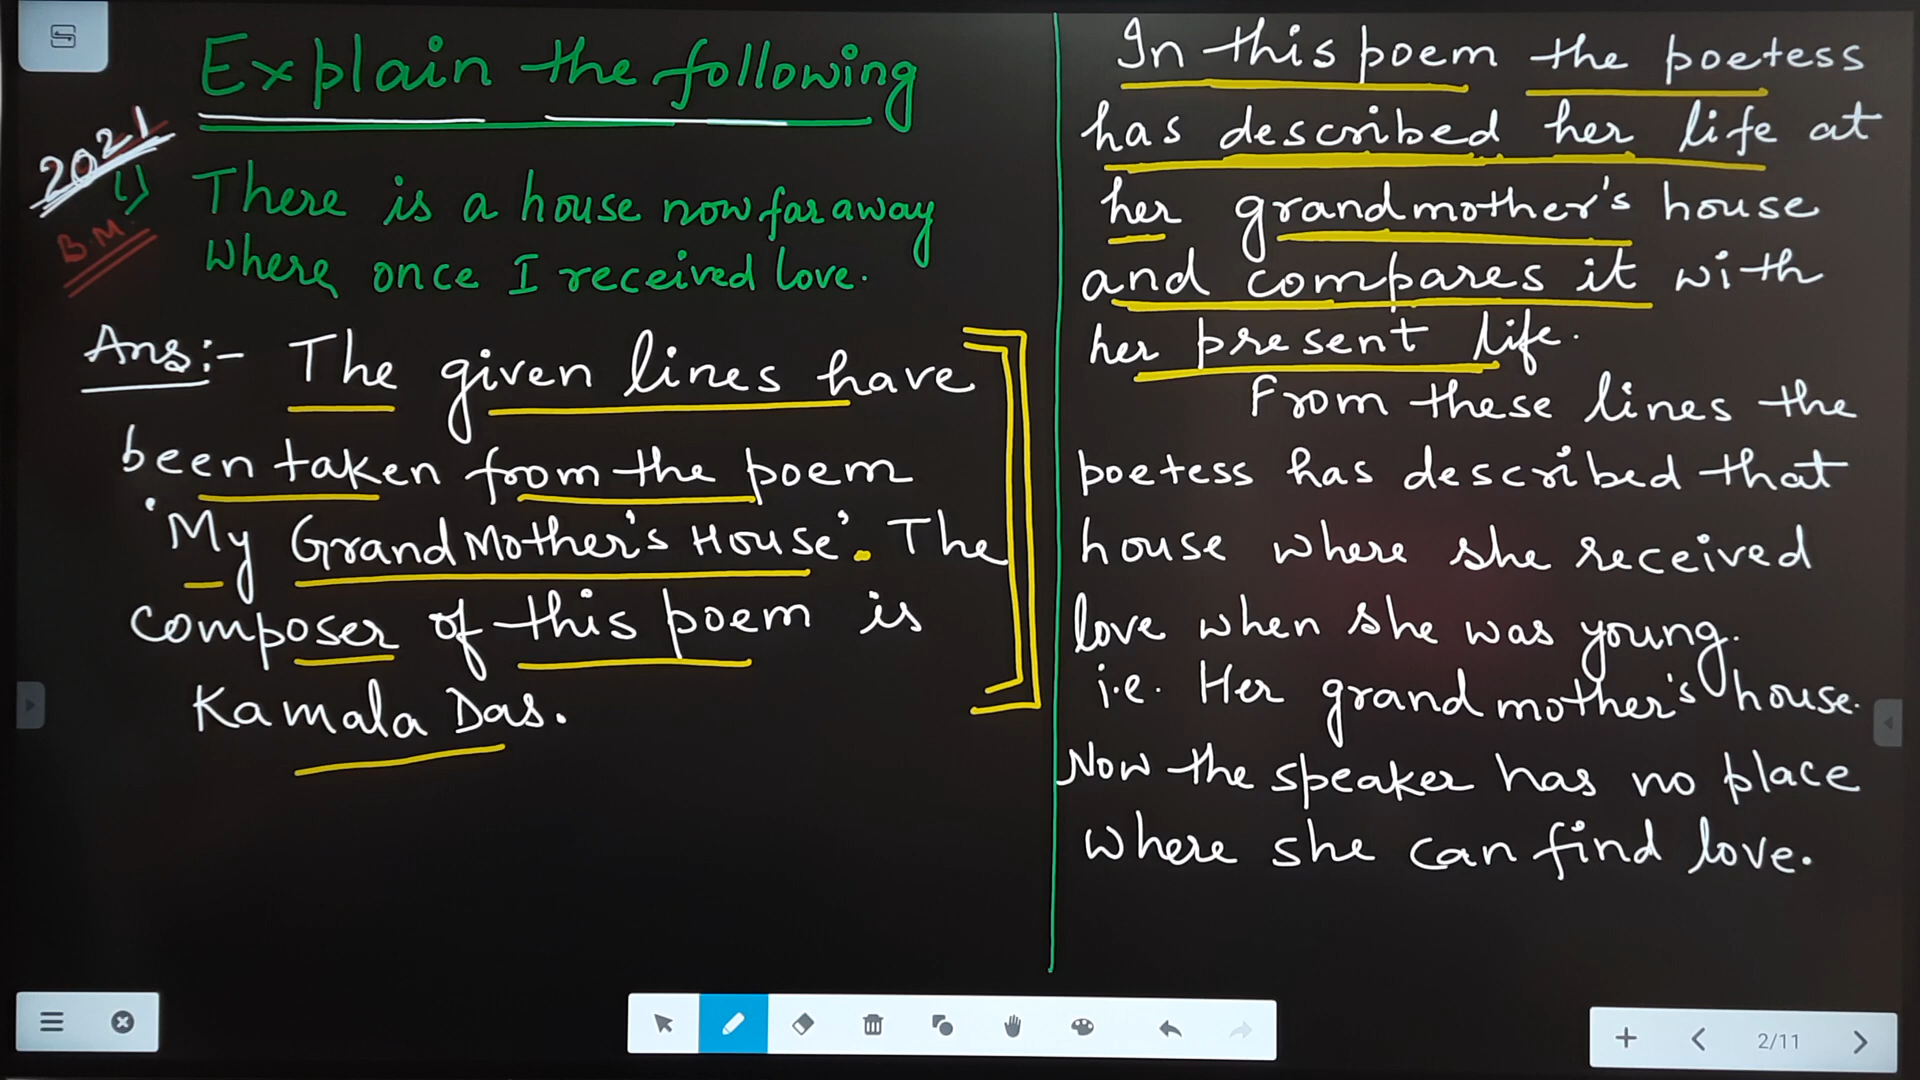 Explain the following
2021
1)
B.M.
There is a house now far away
Where once I received love.
Ans:- The given lines have
been taken from the poem
'My GrandMother's House'. The
composer of this poem is
Kamala Das.
In this poem the poetess
has described her life at
her grandmother's house
and compares it with
her present life.
From these lines the
poetess has described that
house where she received
love when she was young.
i.e. Her grandmother's house.
Now the speaker has no place
where she can find love.
2/11